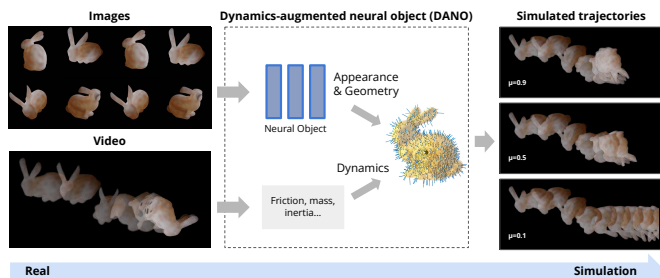 Images
Dynamics-augmented neural object (DANO)
Simulated trajectories
Appearance
& Geometry
Neural Object
Video
Dynamics
Friction, mass,
inertia...
μ=0.9
μ=0.5
μ=0.1
Real
Simulation